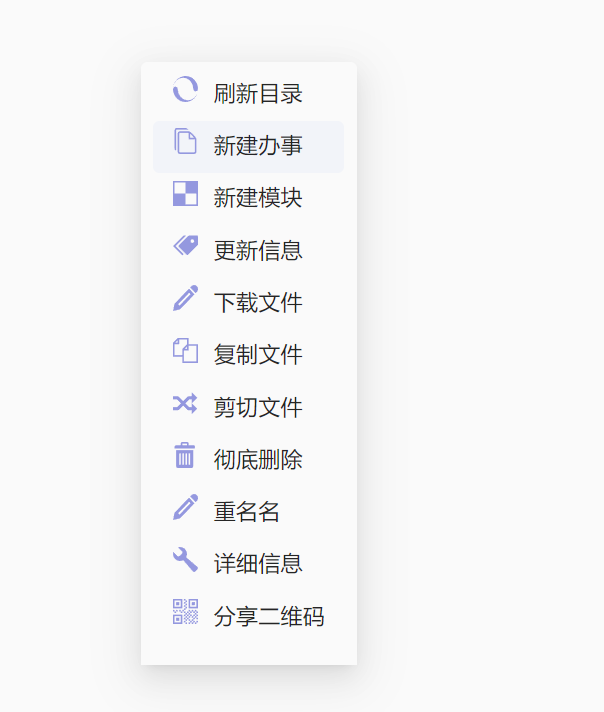 刷新目录
新建办事
新建模块
更新信息
下载文件
复制文件
剪切文件
彻底删除
重名名
详细信息
分享二维码